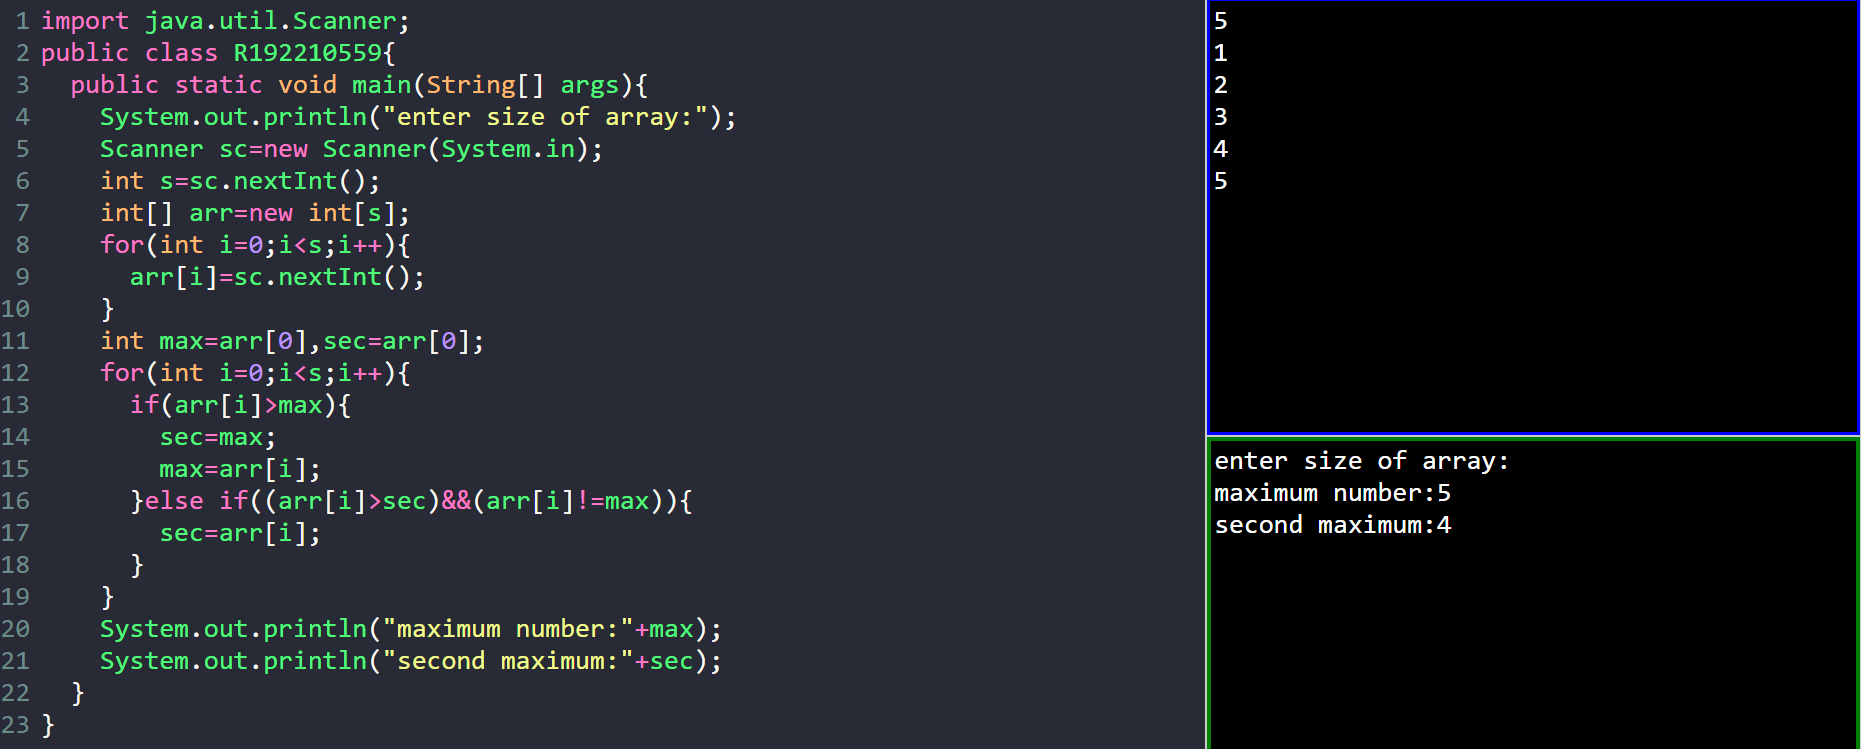 1 import java.util.Scanner;
2 public class R192210559{
3   public static void main(String[] args){
4     System.out.println("enter size of array:");
5     Scanner sc=new Scanner(System.in);
6     int s=sc.nextInt();
7     int[] arr=new int[s];
8     for(int i=0;i<s;i++){
9       arr[i]=sc.nextInt();
10     }
11     int max=arr[0],sec=arr[0];
12     for(int i=0;i<s;i++){
13       if(arr[i]>max){
14         sec=max;
15         max=arr[i];
16       }else if((arr[i]>sec)&&(arr[i]!=max)){
17         sec=arr[i];
18       }
19     }
20     System.out.println("maximum number:"+max);
21     System.out.println("second maximum:"+sec);
22   }
23 }
5
1
2
3
4
5
enter size of array:
maximum number:5
second maximum:4